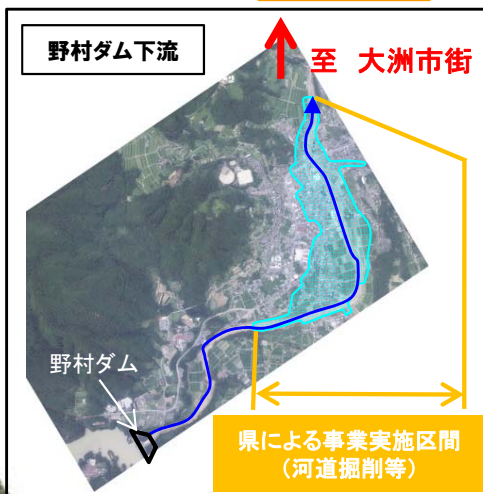 野村ダム下流
至 大洲市街
野村ダム
県による事業実施区間
(河道掘削等)